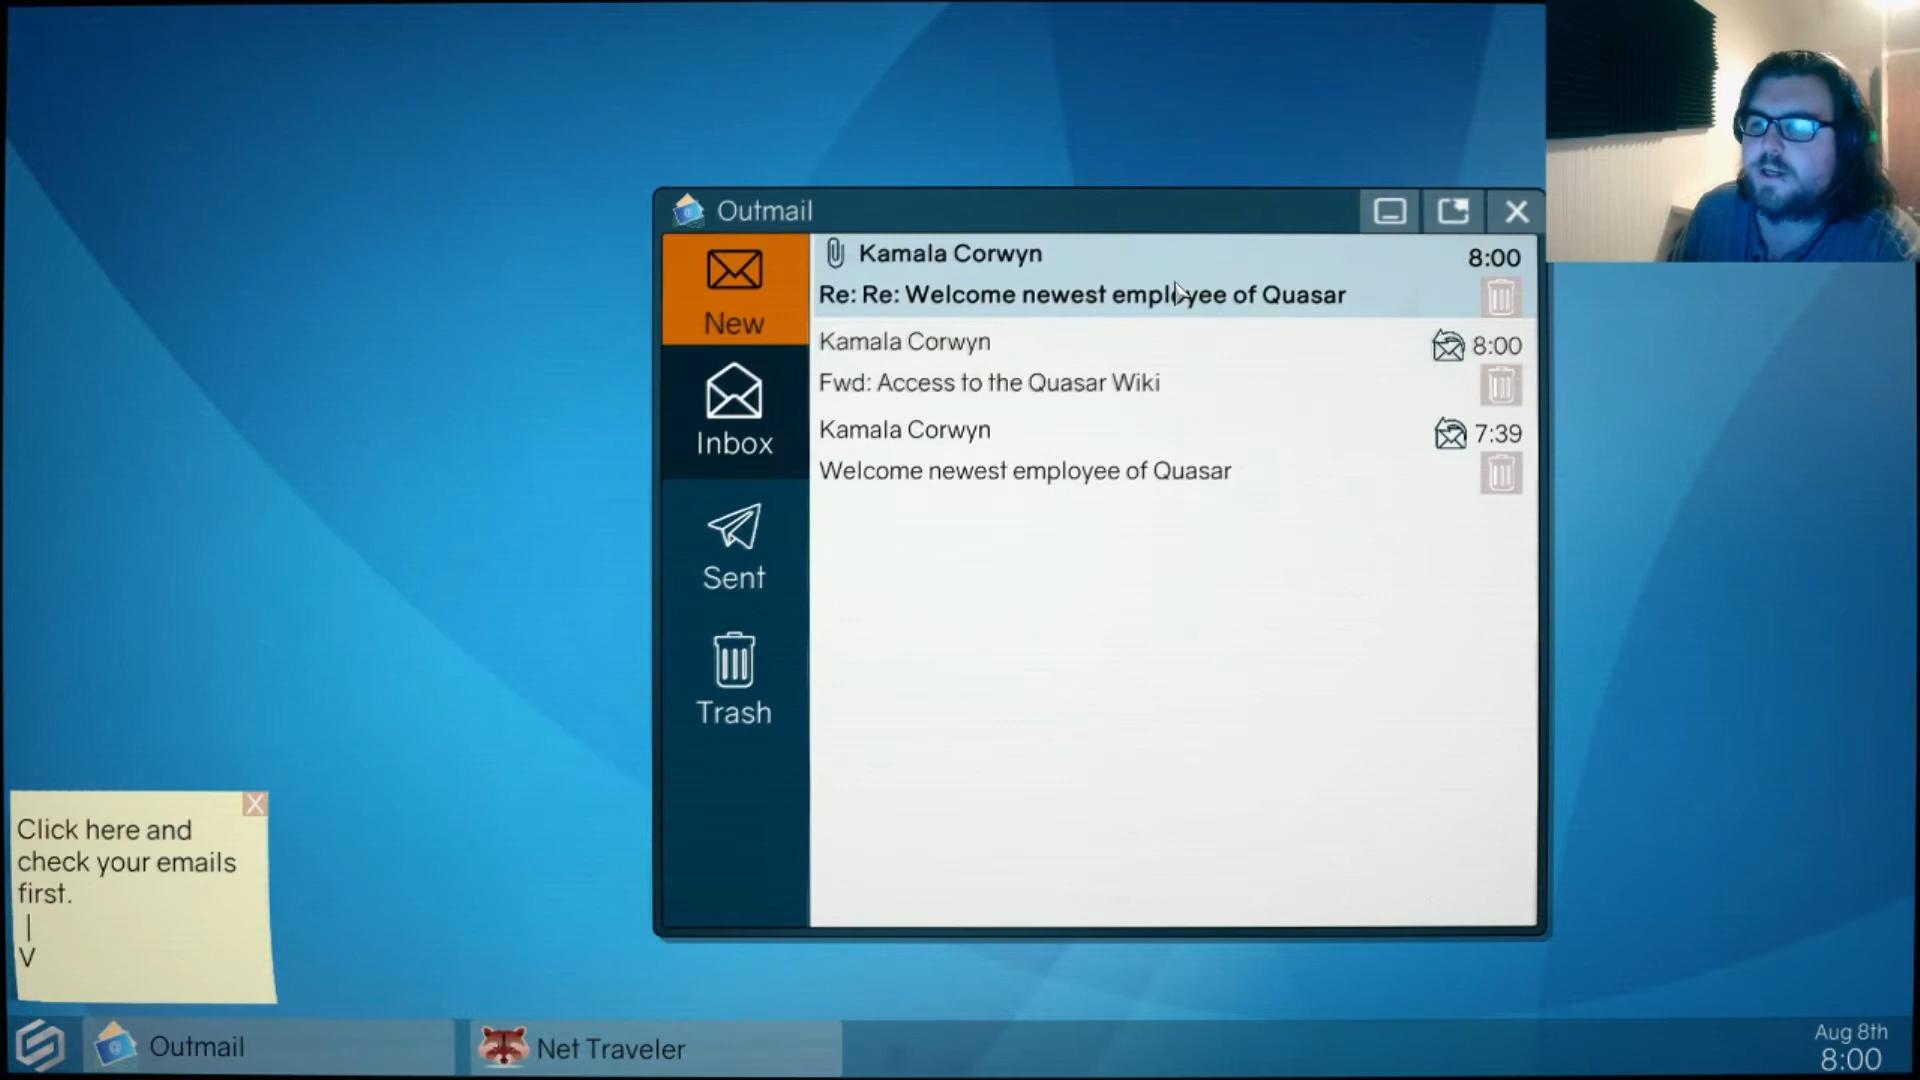 Outmail
New
Inbox
Sent
Trash
Kamala Corwyn
8:00
Re: Re: Welcome newest employee of Quasar
Kamala Corwyn
8:00
Fwd: Access to the Quasar Wiki
Kamala Corwyn
7:39
Welcome newest employee of Quasar
X
Click here and
check your emails
first.
|
V
Outmail
Net Traveler
Aug 8th
8:00